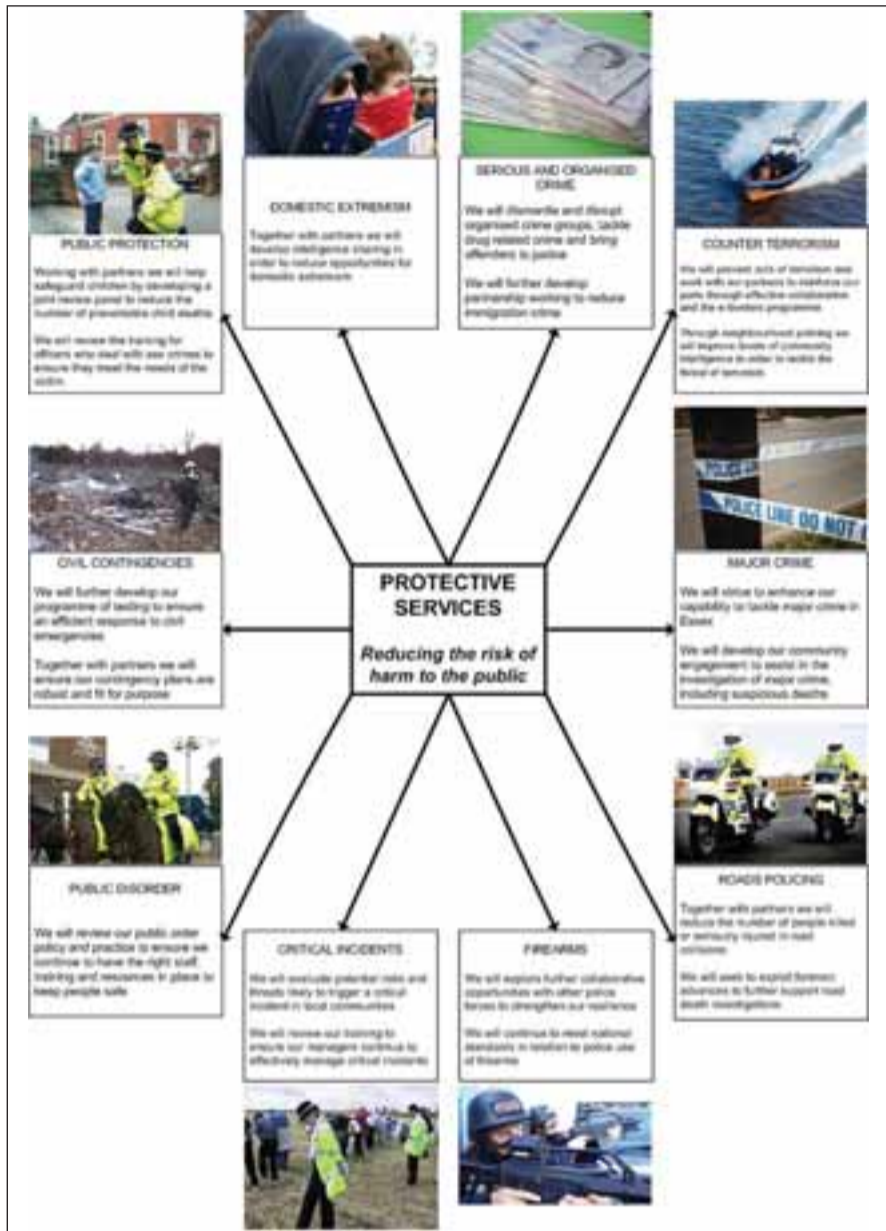 DOMESTIC EXTREMISM
Together with partners we will
develop intelligence sharing in
order to reduce opportunities for
domestic extremism
SERIOUS AND ORGANISED
CRIME
We will dismantle and disrupt
organised crime groups, tackle
drug related crime and bring
offenders to justice
We will further develop
partnership working to reduce
immigration crime
PUBLIC PROTECTION
Working with partners we will help
safeguard children by developing a
joint review panel to reduce the
number of preventable child deaths
We will review the training for
officers who deal with sex crimes to
ensure they meet the needs of the
victim
COUNTER TERRORISM
We will prevent acts of terrorism and
work with our partners to reinforce our
ports through effective collaboration
and the e-borders programme
Through neighbourhood policing we
will improve levels of community
intelligence in order to tackle the
threat of terrorism
CIVIL CONTINGENCIES
We will further develop our
programme of testing to ensure
an efficient response to civil
emergencies
Together with partners we will
ensure our contingency plans are
robust and fit for purpose
PROTECTIVE
SERVICES
Reducing the risk of
harm to the public
POLICE LINE
POLICE LINE DO NOT
MAJOR CRIME
We will strive to enhance our
capability to tackle major crime in
Essex
We will develop our community
engagement to assist in the
investigation of major crime,
including suspicious deaths
PUBLIC DISORDER
We will review our public order
policy and practice to ensure we
continue to have the right staff,
training and resources in place to
keep people safe
ROADS POLICING
Together with partners we will
reduce the number of people killed
or seriously injured in road
collisions
We will seek to exploit forensic
advances to further support road
death investigations
CRITICAL INCIDENTS
We will evaluate potential risks and
threats likely to trigger a critical
incident in local communities
We will review our training to
ensure our managers continue to
effectively manage critical incidents
FIREARMS
We will explore further collaborative
opportunities with other police
forces to strengthen our resilience
We will continue to meet national
standards in relation to police use
of firearms